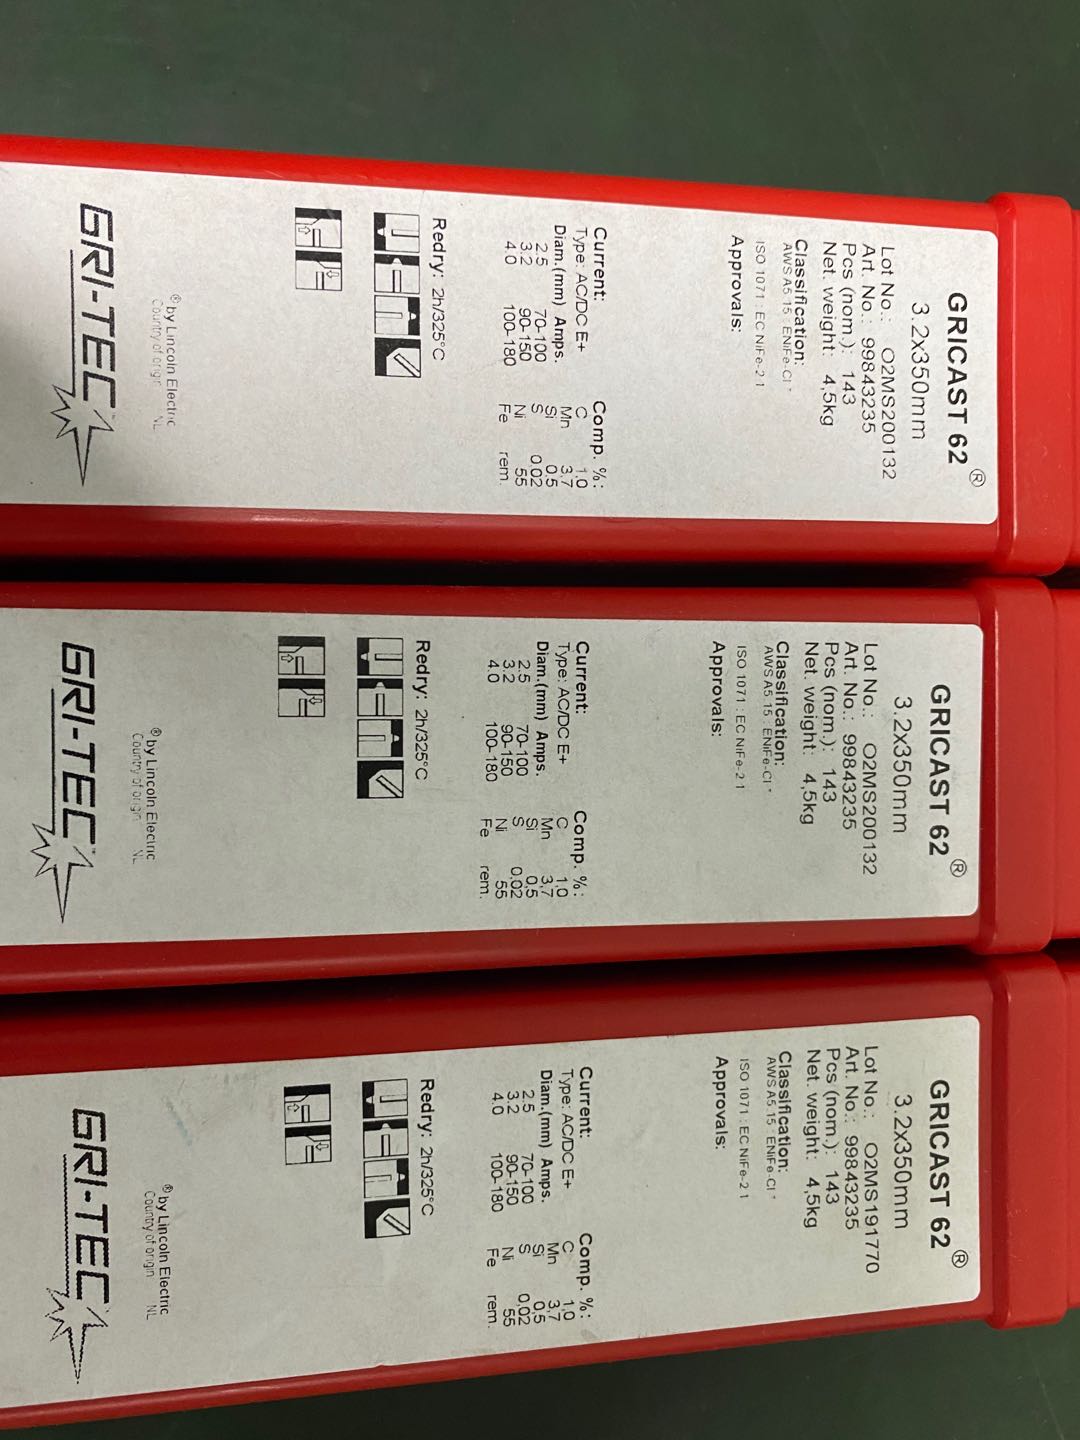 GRICAST 62®
3.2x350mm
Lot No.: O2MS200132
Art. No.: 99843235
Pcs (nom.): 143
Net. weight: 4,5kg
Classification:
AWS A5.15 : ENiFe-CI *
ISO 1071 : EC NiFe-2 1
Approvals:
Current:
Type: AC/DC E+
Diam.(mm) Amps.
2.5 70-100
3.2 90-150
4.0 100-180
Comp. %:
C 1.0
Mn 3.7
Si 0.5
S 0.02
Ni 55
Fe rem.
Redry: 2h/325°C
® by Lincoln Electric
Country of origin NL
GRI-TEC™
GRICAST 62®
3.2x350mm
Lot No.: O2MS200132
Art. No.: 99843235
Pcs (nom.): 143
Net. weight: 4,5kg
Classification:
AWS A5.15 : ENiFe-CI *
ISO 1071 : EC NiFe-2 1
Approvals:
Current:
Type: AC/DC E+
Diam.(mm) Amps.
2.5 70-100
3.2 90-150
4.0 100-180
Comp. %:
C 1.0
Mn 3.7
Si 0.5
S 0.02
Ni 55
Fe rem.
Redry: 2h/325°C
® by Lincoln Electric
Country of origin NL
GRI-TEC™
GRICAST 62®
3.2x350mm
Lot No.: O2MS191770
Art. No.: 99843235
Pcs (nom.): 143
Net. weight: 4,5kg
Classification:
AWS A5.15 : ENiFe-CI *
ISO 1071 : EC NiFe-2 1
Approvals:
Current:
Type: AC/DC E+
Diam.(mm) Amps.
2.5 70-100
3.2 90-150
4.0 100-180
Comp. %:
C 1.0
Mn 3.7
Si 0.5
S 0.02
Ni 55
Fe rem.
Redry: 2h/325°C
® by Lincoln Electric
Country of origin NL
GRI-TEC